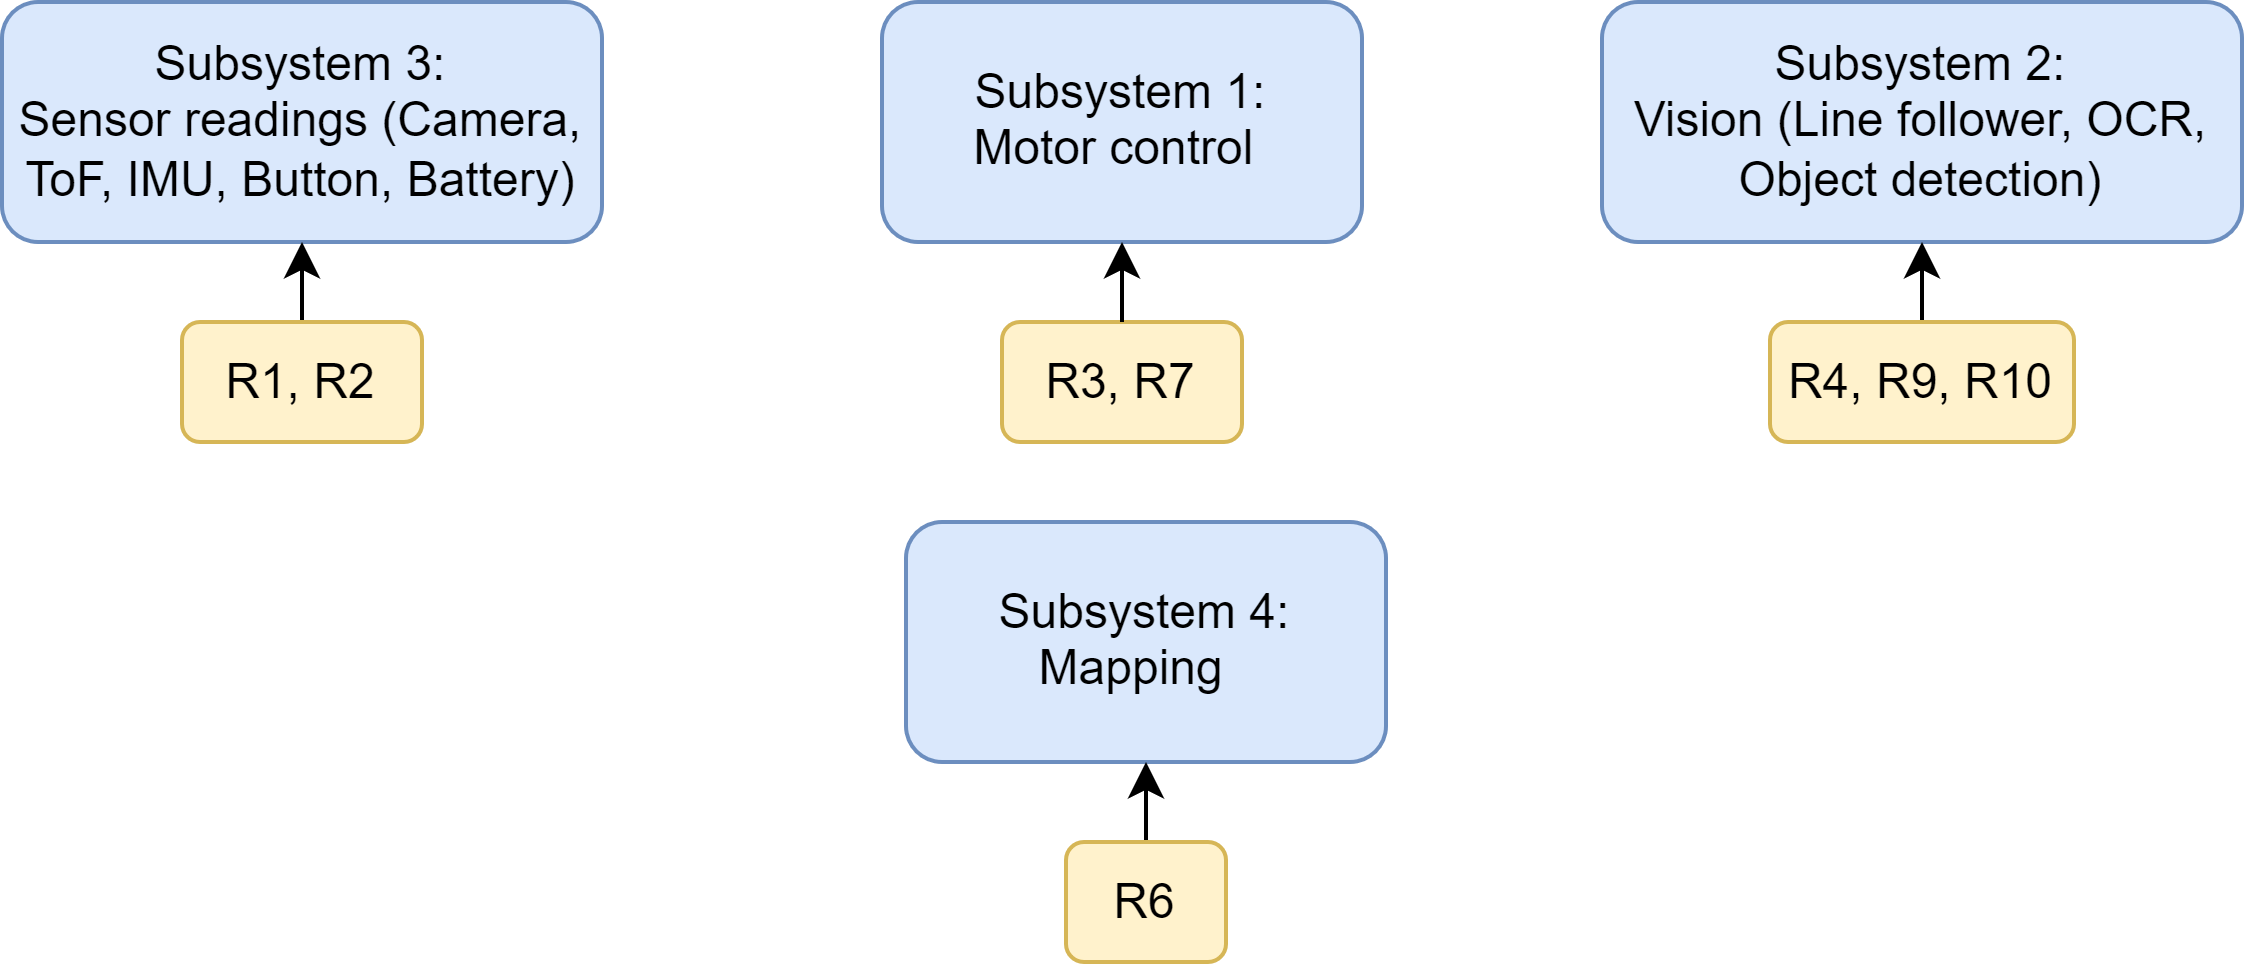 Subsystem 3:
Sensor readings (Camera,
ToF, IMU, Button, Battery)
Subsystem 1:
Motor control
Subsystem 2:
Vision (Line follower, OCR,
Object detection)
R1, R2
R3, R7
R4, R9, R10
Subsystem 4:
Mapping
R6